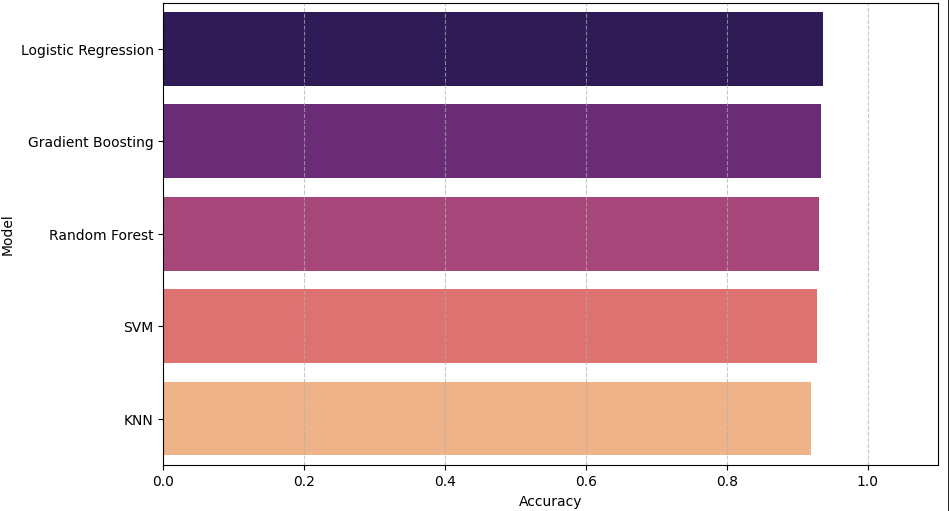 Logistic Regression
Gradient Boosting
Random Forest
SVM
KNN
Model
0.0 0.2 0.4 0.6 0.8 1.0
Accuracy